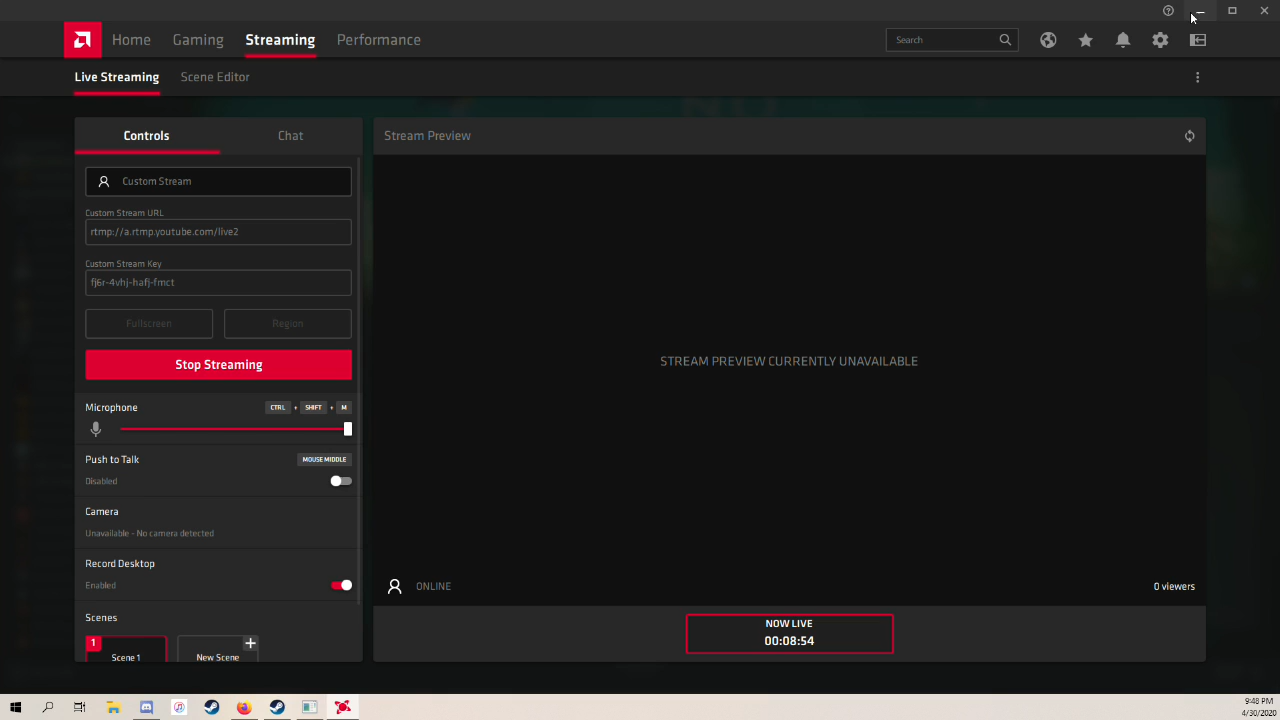 Home Gaming Streaming Performance Search
Live Streaming Scene Editor
Controls Chat
Custom Stream
Custom Stream URL
rtmp://a.rtmp.youtube.com/live2
Custom Stream Key
fj6r-4vhj-hafj-fmct
Fullscreen Region
Stop Streaming
Microphone CTRL + SHIFT + M
Push to Talk MOUSE MIDDLE
Disabled
Camera
Unavailable - No camera detected
Record Desktop
Enabled
Scenes
1
Scene 1 New Scene
Stream Preview
STREAM PREVIEW CURRENTLY UNAVAILABLE
ONLINE 0 viewers
NOW LIVE
00:08:54
9:48 PM
4/30/2020